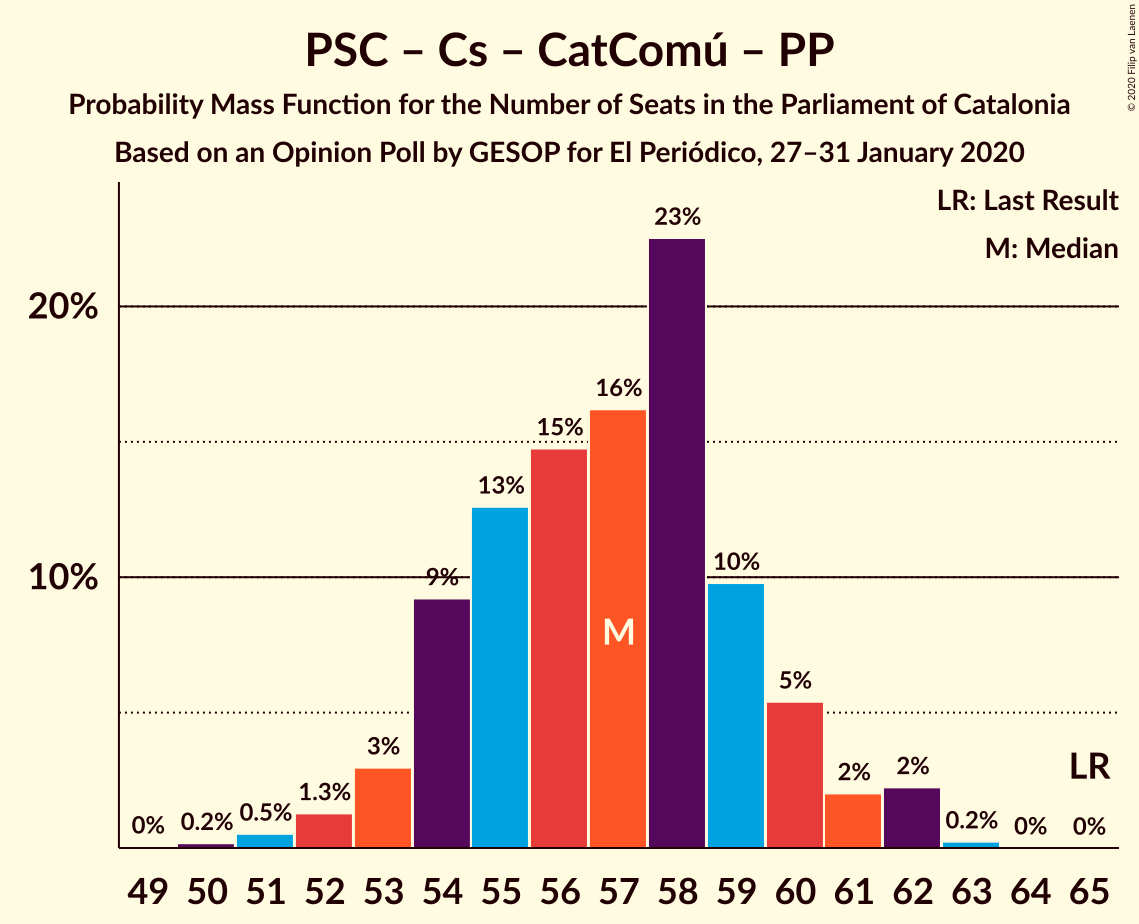 PSC – Cs – CatComú – PP
Probability Mass Function for the Number of Seats in the Parliament of Catalonia
Based on an Opinion Poll by GESOP for El Periódico, 27–31 January 2020
© 2020 Filip van Laenen
LR: Last Result
M: Median
20%
10%
0%
0.2%
0.5%
1.3%
3%
9%
13%
15%
16%
23%
10%
5%
2%
2%
0.2%
0%
0%
M
LR
49 50 51 52 53 54 55 56 57 58 59 60 61 62 63 64 65